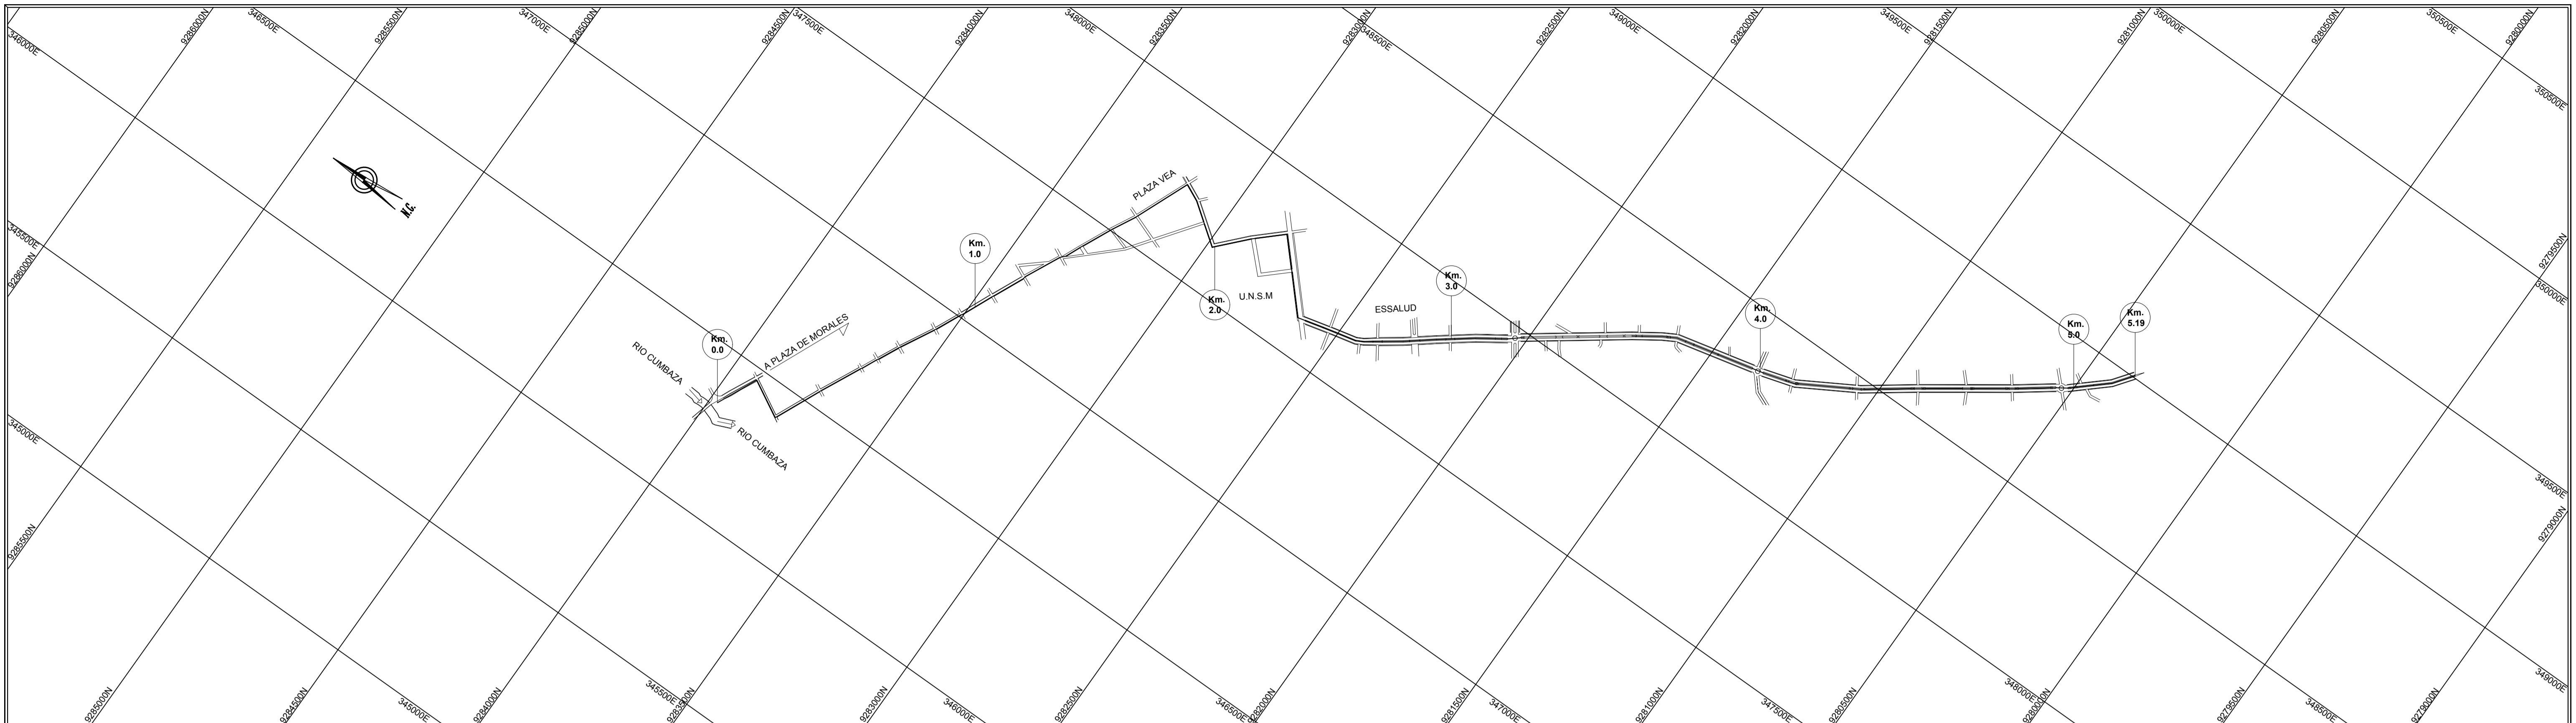 346000E
9286000N
346500E
9285500N
347000E
9285000N
9284500N
347500E
9284000N
348000E
9283500N
9283000N
348500E
9282500N
349000E
9282000N
349500E
9281500N
9281000N
3500000E
9280500N
350500E
9280000N
350500E
N.C.
345500E
9286000N
PLAZA VEA
Km.
1.0
Km.
2.0
U.N.S.M
ESSALUD
Km.
3.0
Km.
4.0
Km.
5.0
Km.
5.19
9279500N
350000E
Km.
0.0
A PLAZA DE MORALES
RIO CUMBAZA
RIO CUMBAZA
345000E
349500E
9285500N
9279000N
9285000N
9284500N
345000E
9284000N
345500E
9283500N
9283000N
346000E
9282500N
346500E
9282000N
9281500N
347000E
9281000N
347500E
9280500N
348000E
9280000N
9279500N
348500E
9279000N
349000E